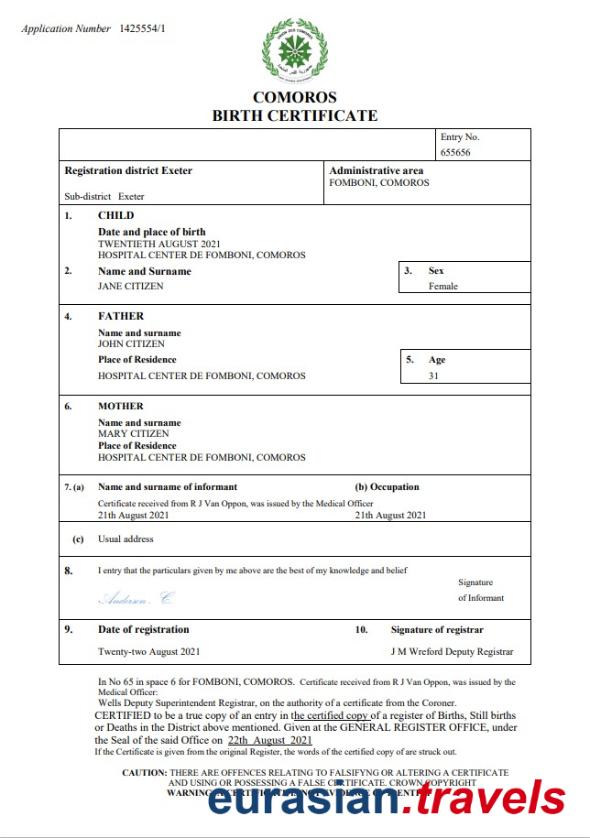 Application Number 1425554/1
UNION DES COMORES
COMOROS
BIRTH CERTIFICATE
Entry No.
655656
Registration district Exeter
Sub-district Exeter
Administrative area
FOMBONI, COMOROS
1. CHILD
Date and place of birth
TWENTIETH AUGUST 2021
HOSPITAL CENTER DE FOMBONI, COMOROS
2. Name and Surname
JANE CITIZEN
3. Sex
Female
4. FATHER
Name and surname
JOHN CITIZEN
Place of Residence
HOSPITAL CENTER DE FOMBONI, COMOROS
5. Age
31
6. MOTHER
Name and surname
MARY CITIZEN
Place of Residence
HOSPITAL CENTER DE FOMBONI, COMOROS
7. (a) Name and surname of informant (b) Occupation
Certificate received from R J Van Oppon, was issued by the Medical Officer
21th August 2021 21th August 2021
(c) Usual address
8. I entry that the particulars given by me above are the best of my knowledge and belief
Anderson. C
Signature
of Informant
9. Date of registration 10. Signature of registrar
Twenty-two August 2021 J M Wreford Deputy Registrar
In No 65 in space 6 for FOMBONI, COMOROS. Certificate received from R J Van Oppon, was issued by the
Medical Officer:
Wells Deputy Superintendent Registrar, on the authority of a certificate from the Coroner.
CERTIFIED to be a true copy of an entry in the certified copy of a register of Births, Still births
or Deaths in the District above mentioned. Given at the GENERAL REGISTER OFFICE, under
the Seal of the said Office on 22th August 2021
If the Certificate is given from the original Register, the words of the certified copy of are struck out.
CAUTION: THERE ARE OFFENCES RELATING TO FALSIFYNG OR ALTERING A CERTIFICATE
AND USING OR POSSESSING A FALSE CERTIFICATE. CROWN COPYRIGHT
eurasian.travels